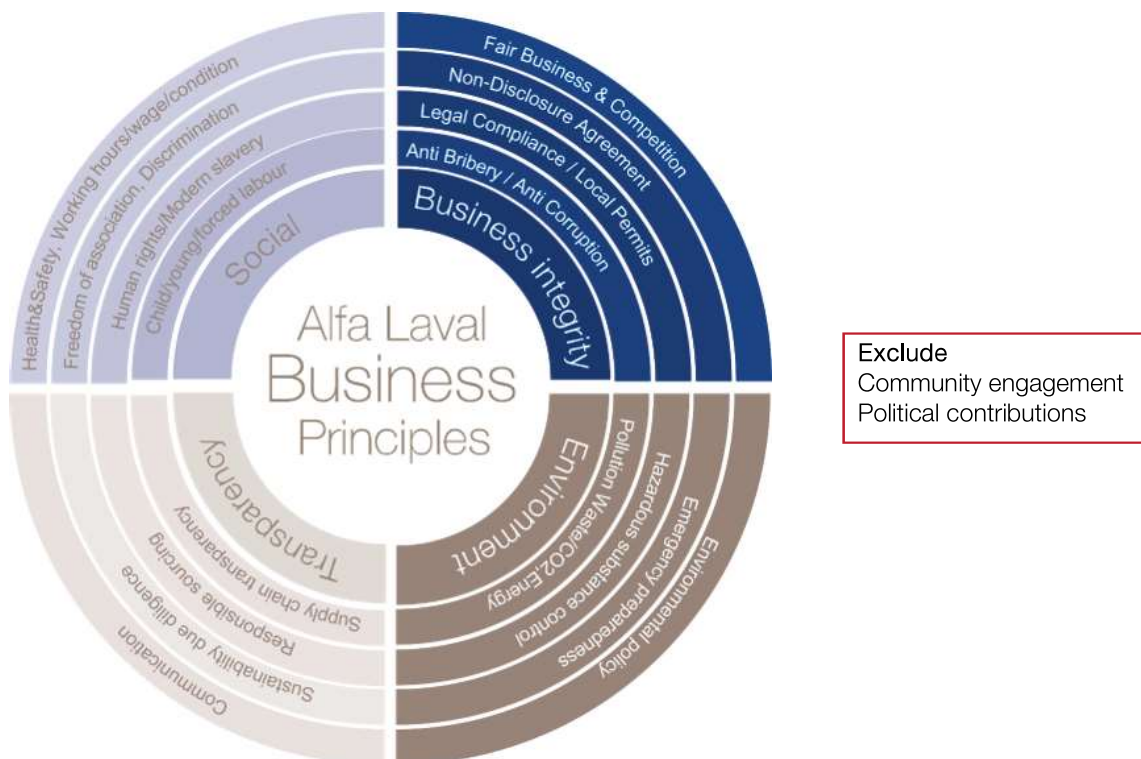 Health&Safety, Working hours/wage/condition
Freedom of association, Discrimination
Human rights/Modern slavery
Child/young/forced labour
Social
Fair Business & Competition
Non-Disclosure Agreement
Legal Compliance / Local Permits
Anti Bribery / Anti Corruption
Business integrity
Alfa Laval
Business
Principles
Exclude
Community engagement
Political contributions
Transparency
Supply chain transparency
Responsible sourcing
Sustainability due diligence
Communication
Environment
Pollution Waste/CO2,Energy
Hazardous substance control
Emergency preparedness
Environmental policy